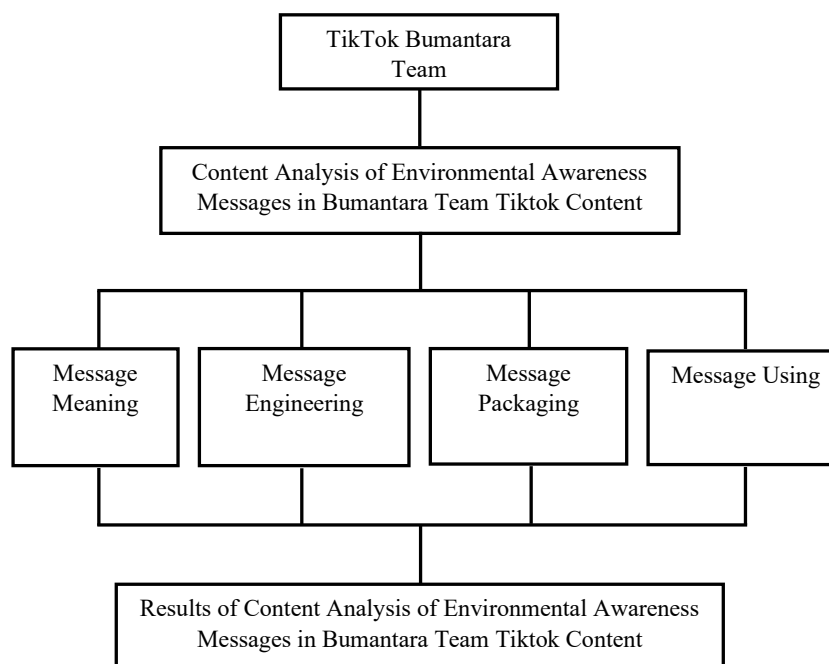 TikTok Bumantara
Team
Content Analysis of Environmental Awareness
Messages in Bumantara Team Tiktok Content
Message
Meaning
Message
Engineering
Message
Packaging
Message Using
Results of Content Analysis of Environmental Awareness
Messages in Bumantara Team Tiktok Content